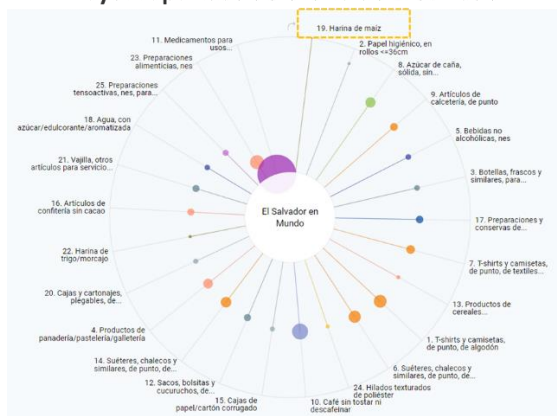 19. Harina de maíz
2. Papel higiénico, en
rollos <=36cm
8. Azúcar de caña,
sólida, sin...
9. Artículos de
calcetería, de punto
5. Bebidas no
alcohólicas, nes
3. Botellas, frascos y
similares, para...
17. Preparaciones y
conservas de...
7. T-shirts y camisetas,
de punto, de textiles...
13. Productos de
cereales...
1. T-shirts y camisetas,
de punto, de algodón
6. Suéteres, chalecos y
similares, de punto, de...
24. Hilados texturados
de poliéster
10. Café sin tostar ni
descafeinar
15. Cajas de
papel/cartón corrugado
12. Sacos, bolsitas y
cucuruchos, de...
14. Suéteres, chalecos y
similares, de punto, de...
4. Productos de
panadería/pastelería/galletería
20. Cajas y cartonajes,
plegables, de...
22. Harina de
trigo/morcajo
16. Artículos de
confitería sin cacao
21. Vajilla, otros
artículos para servicio...
18. Agua, con
azúcar/edulcorante/aromatizada
25. Preparaciones
tensoactivas, nes, para...
23. Preparaciones
alimenticias, nes
11. Medicamentos para
usos...
El Salvador en
Mundo